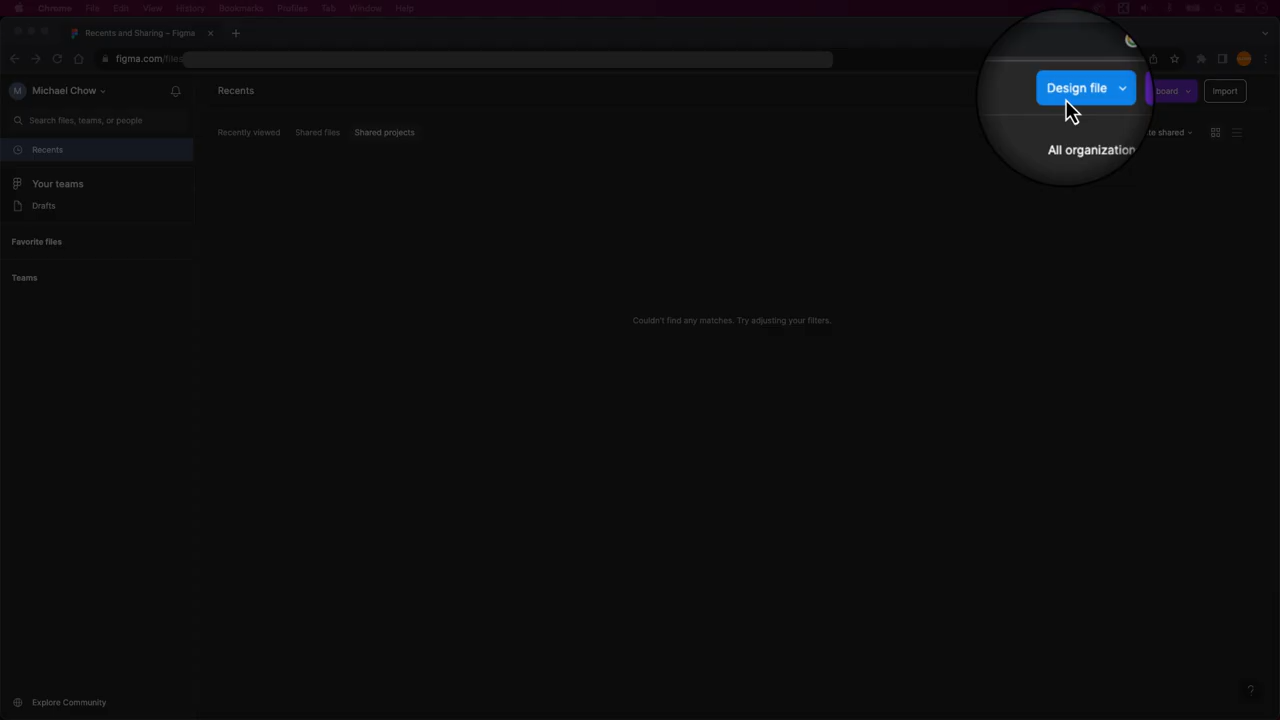 Chrome File Edit View History Bookmarks Profiles Tab Window Help
Recents and Sharing – Figma
figma.com/files
M Michael Chow
Recents
Design file
board
Import
Search files, teams, or people
Recently viewed Shared files Shared projects
shared
Recents
All organization
Your teams
Drafts
Favorite files
Teams
Couldn't find any matches. Try adjusting your filters.
Explore Community
?